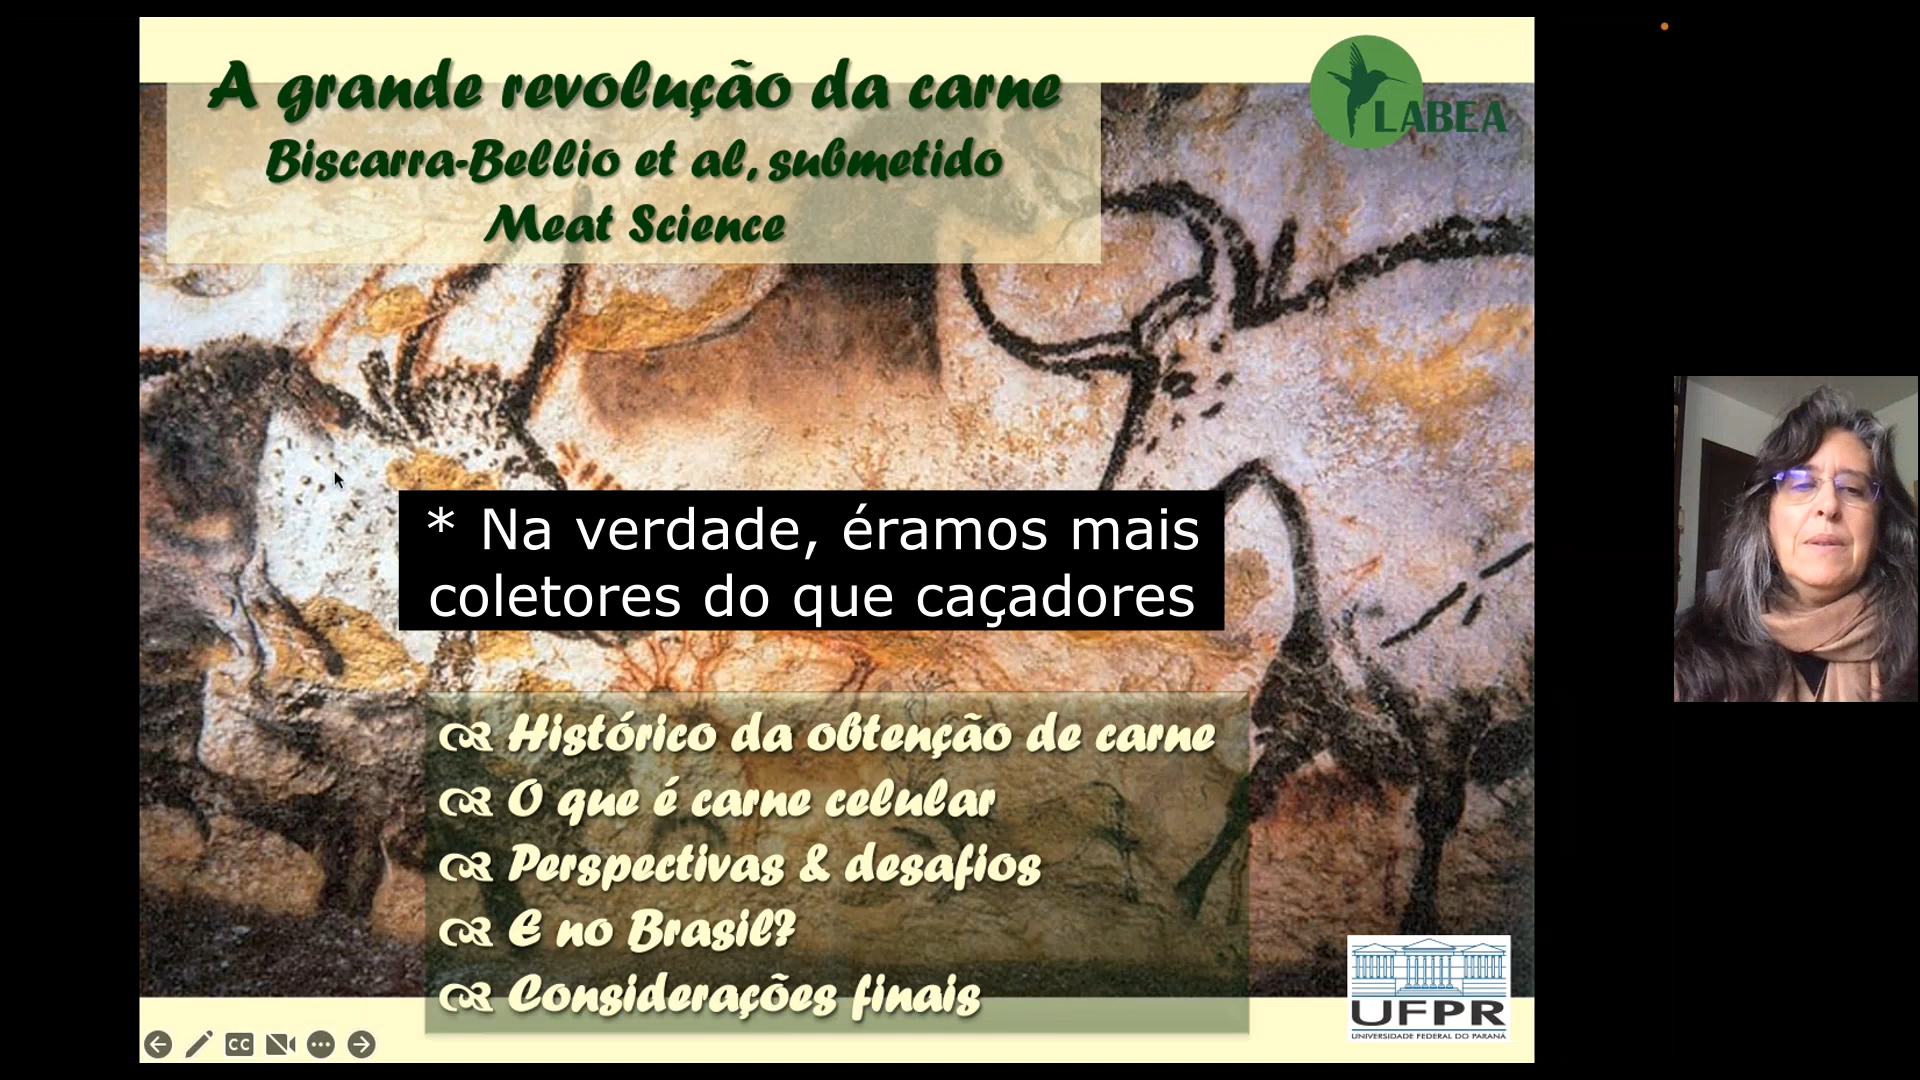 A grande revolução da carne
Biscarra-Bellio et al, submetido
Meat Science
LABEA
* Na verdade, éramos mais
coletores do que caçadores
Histórico da obtenção de carne
O que é carne celular
Perspectivas & desafios
E no Brasil?
Considerações finais
UFPR
UNIVERSIDADE FEDERAL DO PARANÁ
CC